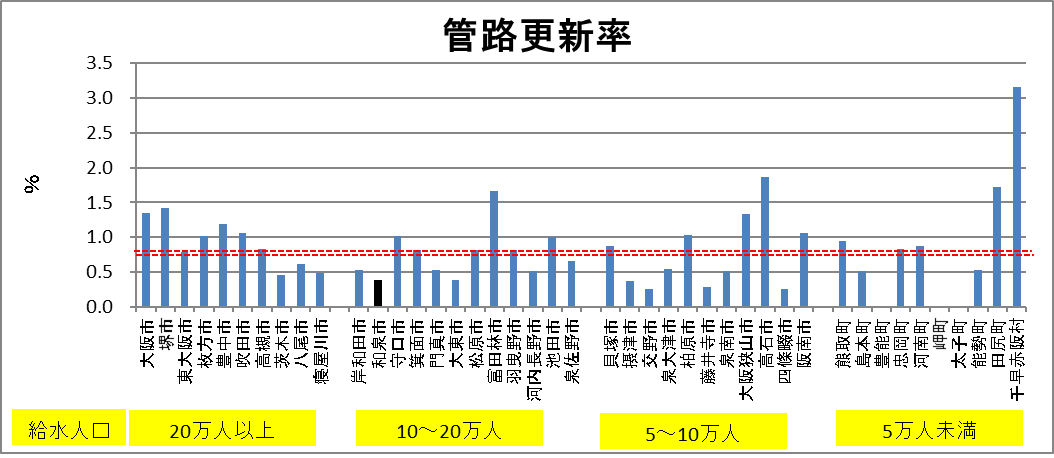 管路更新率
3.5
3.0
2.5
2.0
1.5
1.0
0.5
0.0
%
大阪市
堺市
東大阪市
枚方市
豊中市
吹田市
高槻市
茨木市
八尾市
寝屋川市
岸和田市
和泉市
守口市
箕面市
門真市
大東市
松原市
富田林市
羽曳野市
河内長野市
池田市
泉佐野市
貝塚市
摂津市
交野市
泉大津市
柏原市
藤井寺市
泉南市
大阪狭山市
高石市
四條畷市
阪南市
熊取町
島本町
豊能町
忠岡町
河南町
岬町
太子町
能勢町
田尻町
千早赤阪村
給水人口
20万人以上
10～20万人
5～10万人
5万人未満